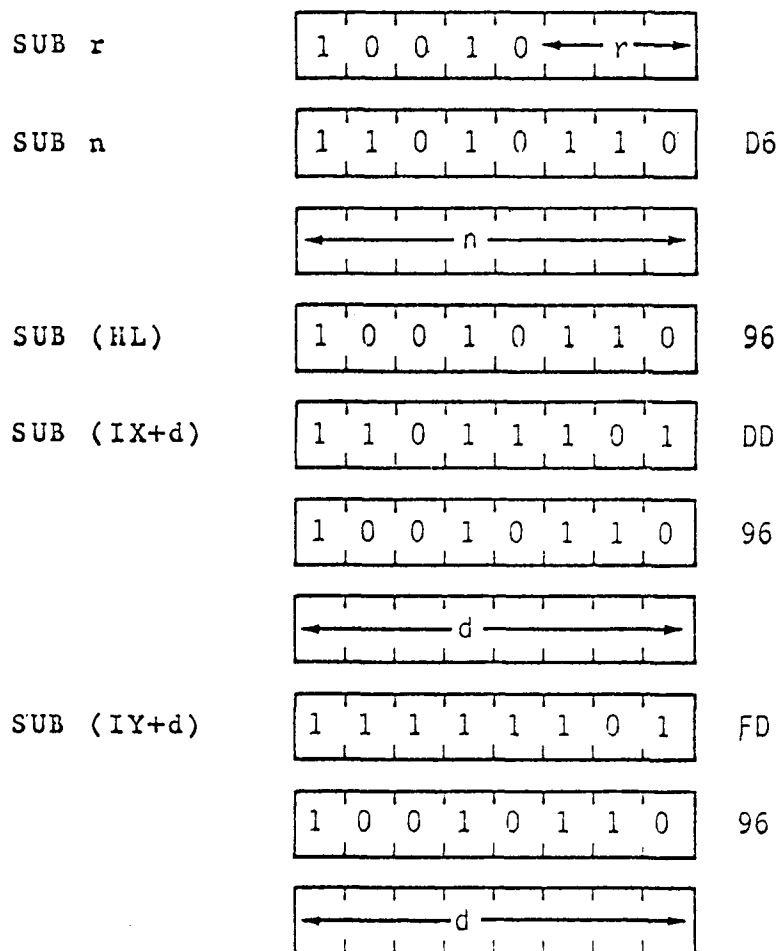 SUB r 1 0 0 1 0 r
SUB n 1 1 0 1 0 1 1 0 D6
n
SUB (HL) 1 0 0 1 0 1 1 0 96
SUB (IX+d) 1 1 0 1 1 1 0 1 DD
1 0 0 1 0 1 1 0 96
d
SUB (IY+d) 1 1 1 1 1 1 0 1 FD
1 0 0 1 0 1 1 0 96
d